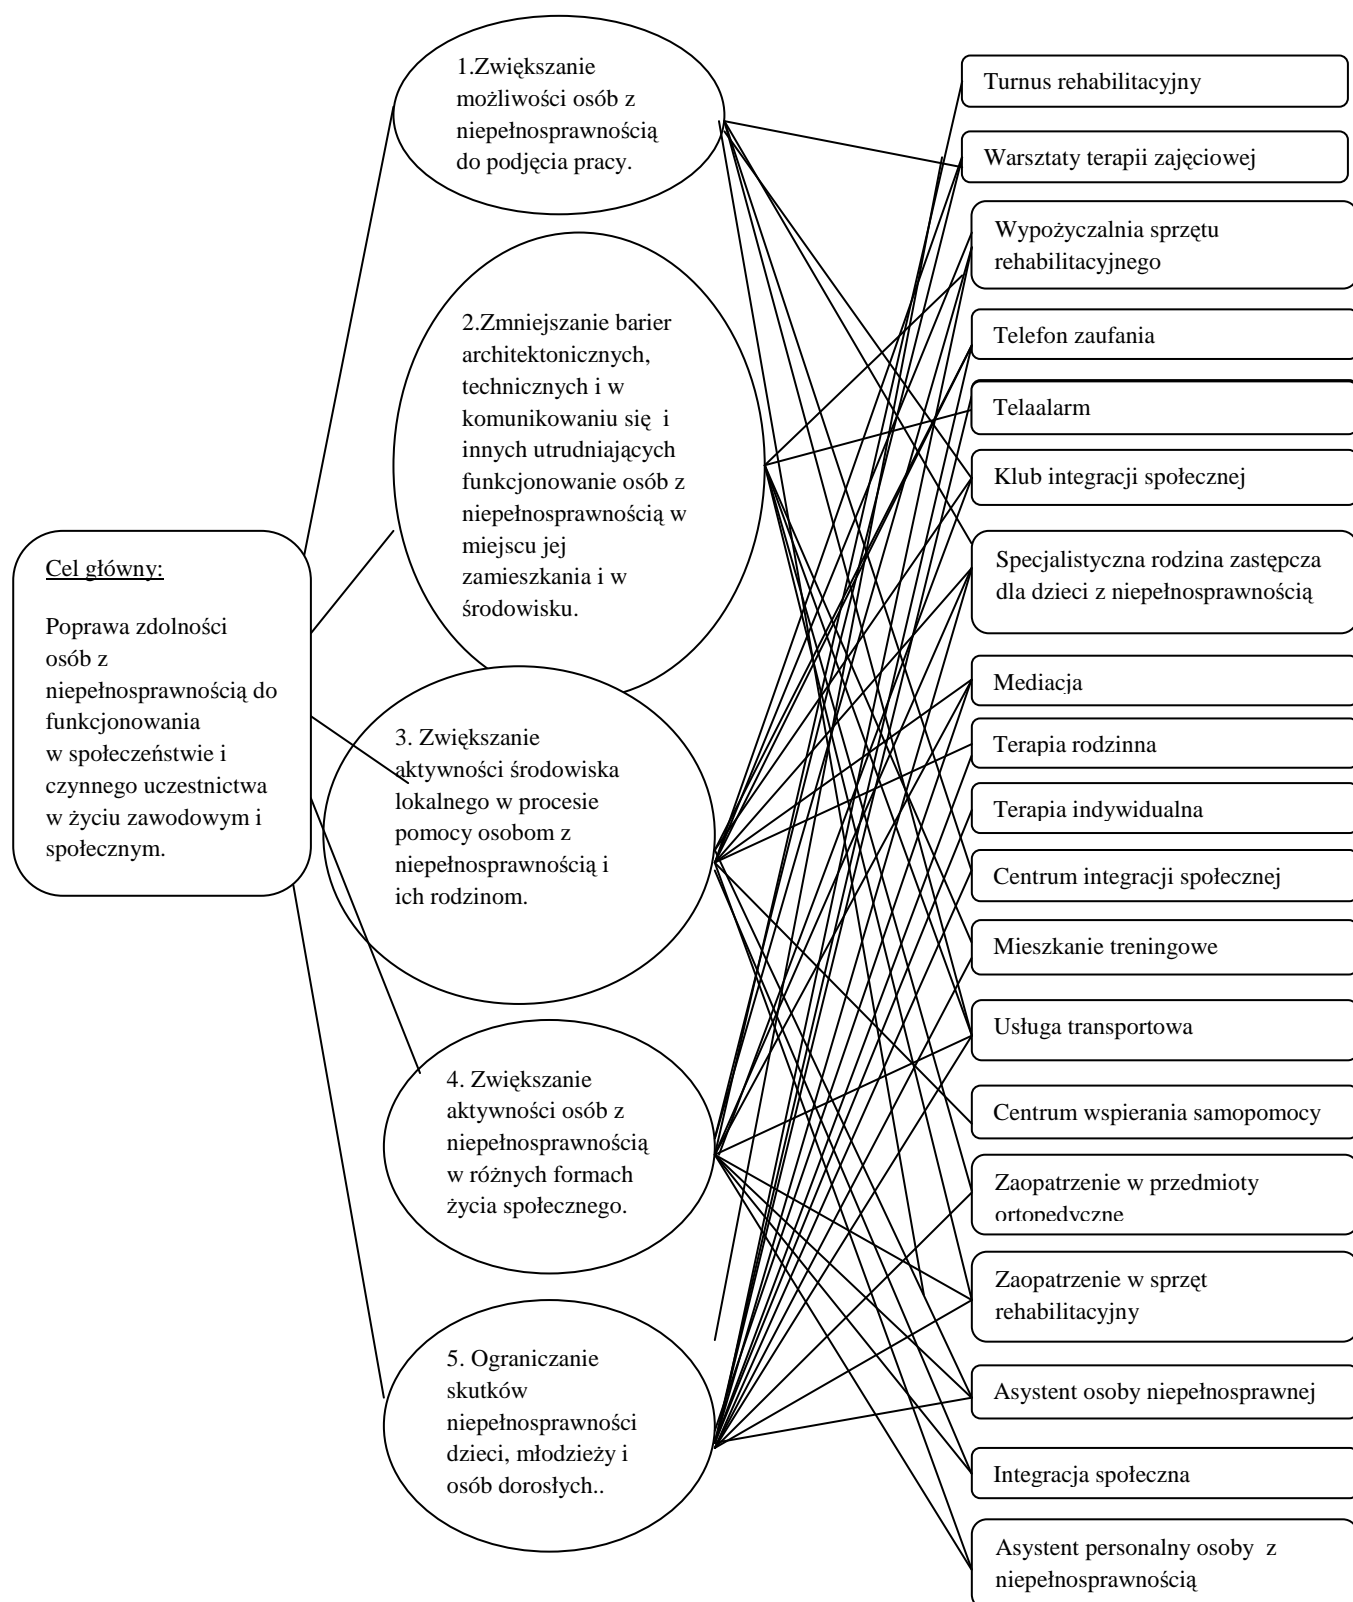 Cel główny:
Poprawa zdolności
osób z
niepełnosprawnością do
funkcjonowania
w społeczeństwie i
czynnego uczestnictwa
w życiu zawodowym i
społecznym.
1.Zwiększanie
możliwości osób z
niepełnosprawnością
do podjęcia pracy.
2.Zmniejszanie barier
architektonicznych,
technicznych i w
komunikowaniu się i
innych utrudniających
funkcjonowanie osób z
niepełnosprawnością w
miejscu jej
zamieszkania i w
środowisku.
3. Zwiększanie
aktywności środowiska
lokalnego w procesie
pomocy osobom z
niepełnosprawnością i
ich rodzinom.
4. Zwiększanie
aktywności osób z
niepełnosprawnością
w różnych formach
życia społecznego.
5. Ograniczanie
skutków
niepełnosprawności
dzieci, młodzieży i
osób dorosłych..
Turnus rehabilitacyjny
Warsztaty terapii zajęciowej
Wypożyczalnia sprzętu
rehabilitacyjnego
Telefon zaufania
Telaalarm
Klub integracji społecznej
Specjalistyczna rodzina zastępcza
dla dzieci z niepełnosprawnością
Mediacja
Terapia rodzinna
Terapia indywidualna
Centrum integracji społecznej
Mieszkanie treningowe
Usługa transportowa
Centrum wspierania samopomocy
Zaopatrzenie w przedmioty
ortopedyczne
Zaopatrzenie w sprzęt
rehabilitacyjny
Asystent osoby niepełnosprawnej
Integracja społeczna
Asystent personalny osoby z
niepełnosprawnością